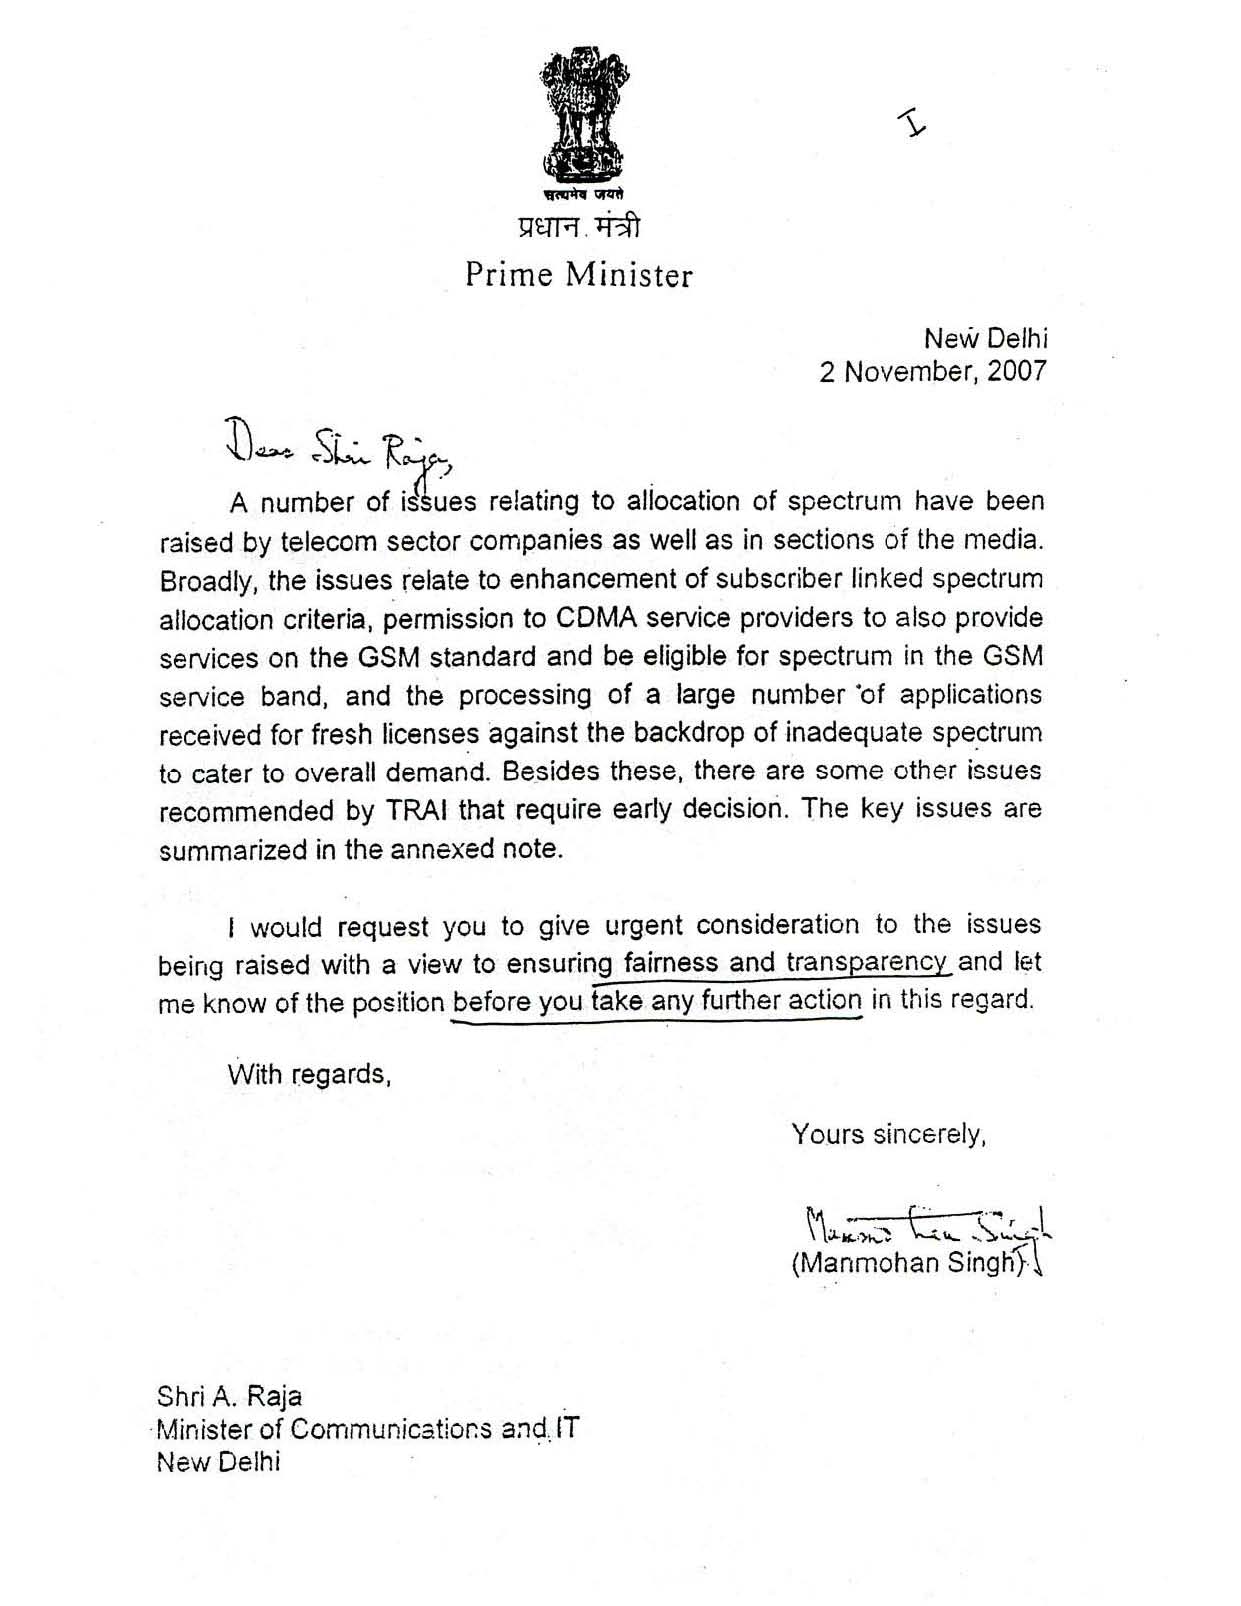 I
सत्यमेव जयते
प्रधान मंत्री
Prime Minister
New Delhi
2 November, 2007
Dear Shri Raja,
A number of issues relating to allocation of spectrum have been
raised by telecom sector companies as well as in sections of the media.
Broadly, the issues relate to enhancement of subscriber linked spectrum
allocation criteria, permission to CDMA service providers to also provide
services on the GSM standard and be eligible for spectrum in the GSM
service band, and the processing of a large number of applications
received for fresh licenses against the backdrop of inadequate spectrum
to cater to overall demand. Besides these, there are some other issues
recommended by TRAI that require early decision. The key issues are
summarized in the annexed note.
I would request you to give urgent consideration to the issues
being raised with a view to ensuring fairness and transparency and let
me know of the position before you take any further action in this regard.
With regards,
Yours sincerely,
Manmohan Singh
(Manmohan Singh)
Shri A. Raja
Minister of Communications and IT
New Delhi